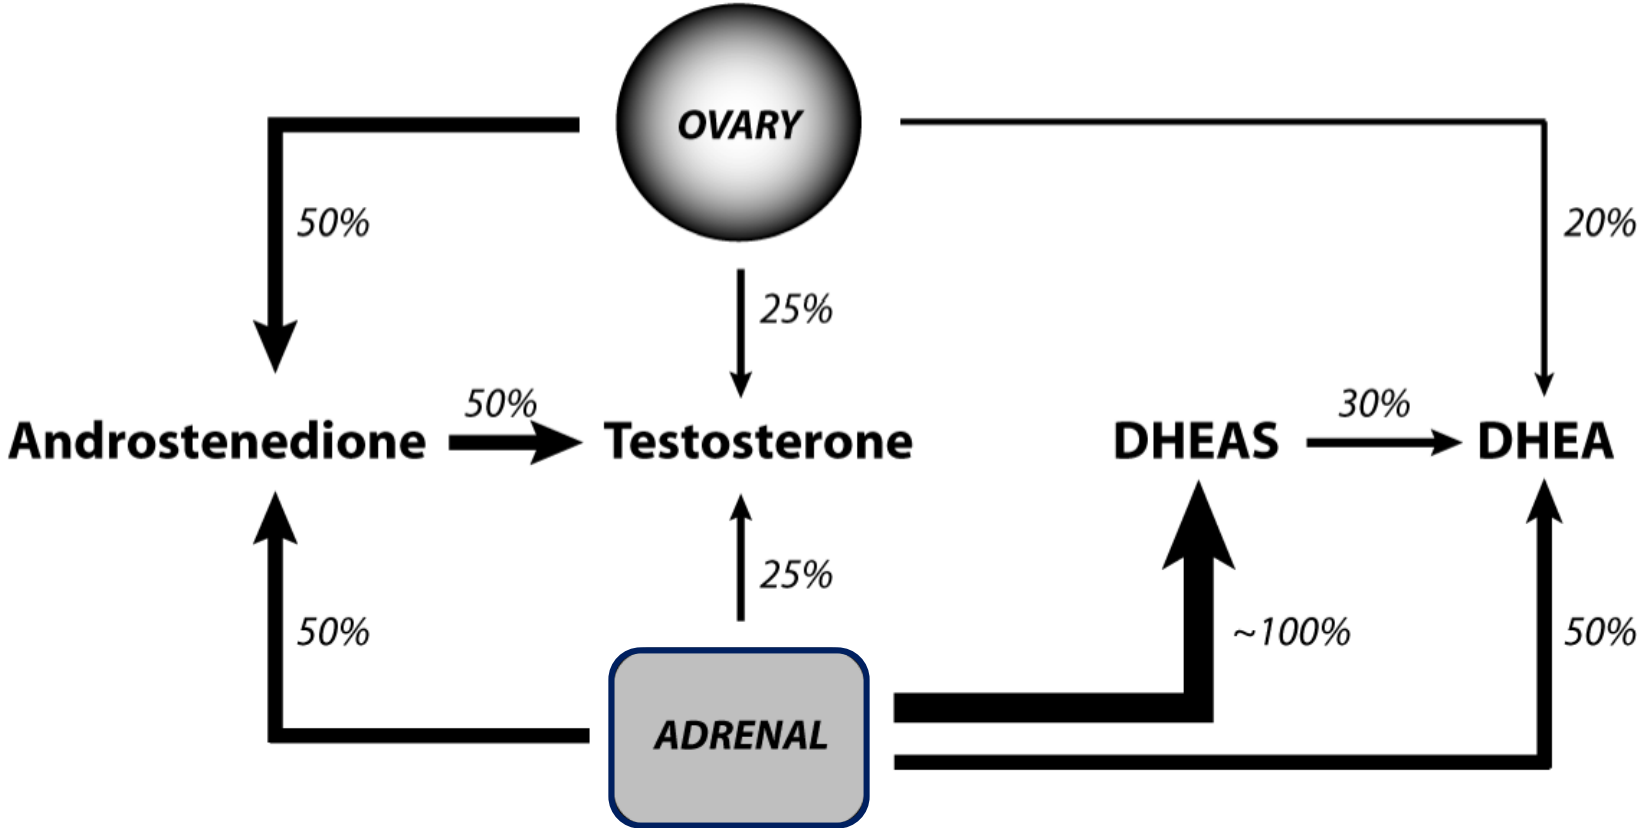 OVARY
50%
20%
25%
50%
30%
Androstenedione
Testosterone
DHEAS
DHEA
25%
50%
~100%
50%
ADRENAL